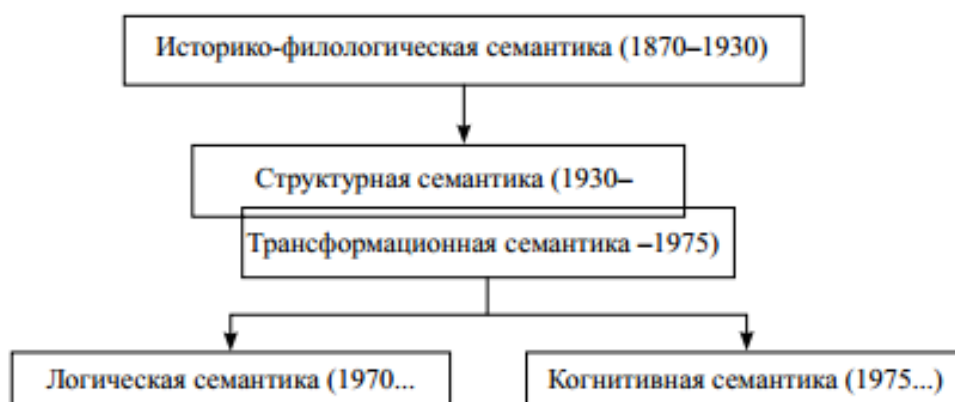 Историко-филологическая семантика (1870–1930)
Структурная семантика (1930–
Трансформационная семантика –1975)
Логическая семантика (1970...
Когнитивная семантика (1975...)